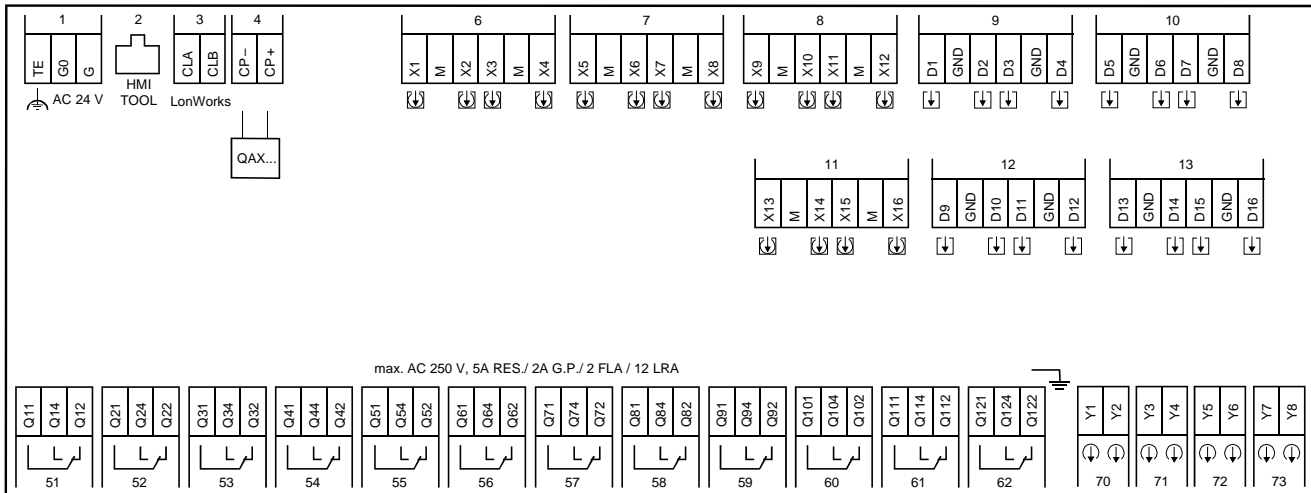 1 2 3 4 6 7 8 9 10
TE G0 G CLA CLB CP− CP+ X1 M X2 X3 M X4 X5 M X6 X7 M X8 X9 M X10 X11 M X12 D1 GND D2 D3 GND D4 D5 GND D6 D7 GND D8
AC 24 V HMI TOOL LonWorks
QAX...
11 12 13
X13 M X14 X15 M X16 D9 GND D10 D11 GND D12 D13 GND D14 D15 GND D16
max. AC 250 V, 5A RES./ 2A G.P./ 2 FLA / 12 LRA
Q11 Q14 Q12 Q21 Q24 Q22 Q31 Q34 Q32 Q41 Q44 Q42 Q51 Q54 Q52 Q61 Q64 Q62 Q71 Q74 Q72 Q81 Q84 Q82 Q91 Q94 Q92 Q101 Q104 Q102 Q111 Q114 Q112 Q121 Q124 Q122 Y1 Y2 Y3 Y4 Y5 Y6 Y7 Y8
51 52 53 54 55 56 57 58 59 60 61 62 70 71 72 73